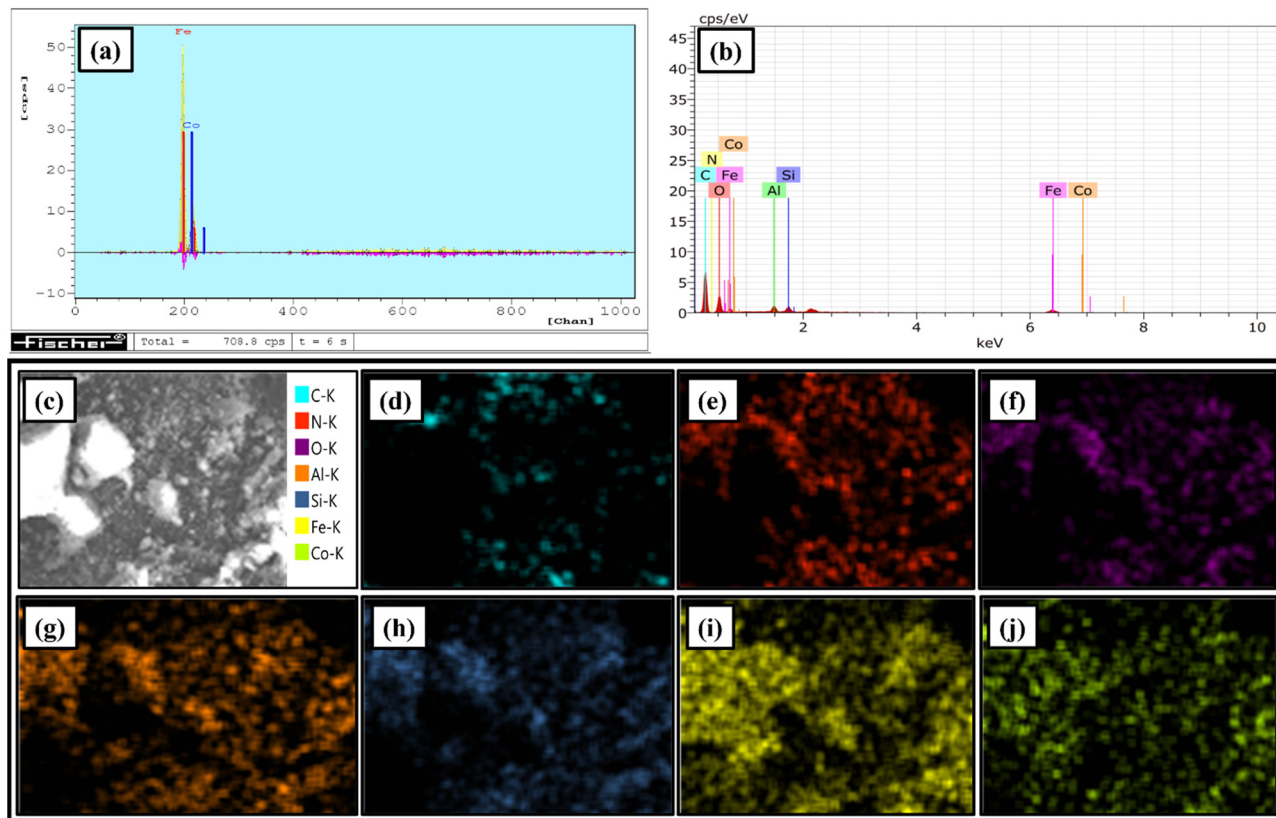 (a)
Fe
Co
[cps]
50
40
30
20
10
0
-10
0
200
400
600
800
1000
[Chan]
Fischer®
Total = 708.8 cps
t = 6 s
(b)
cps/eV
45
40
35
30
25
20
15
10
5
0
Co
N
C
Fe
Si
O
Al
Fe
Co
2
4
6
8
10
keV
(c)
C-K
N-K
O-K
Al-K
Si-K
Fe-K
Co-K
(d)
(e)
(f)
(g)
(h)
(i)
(j)